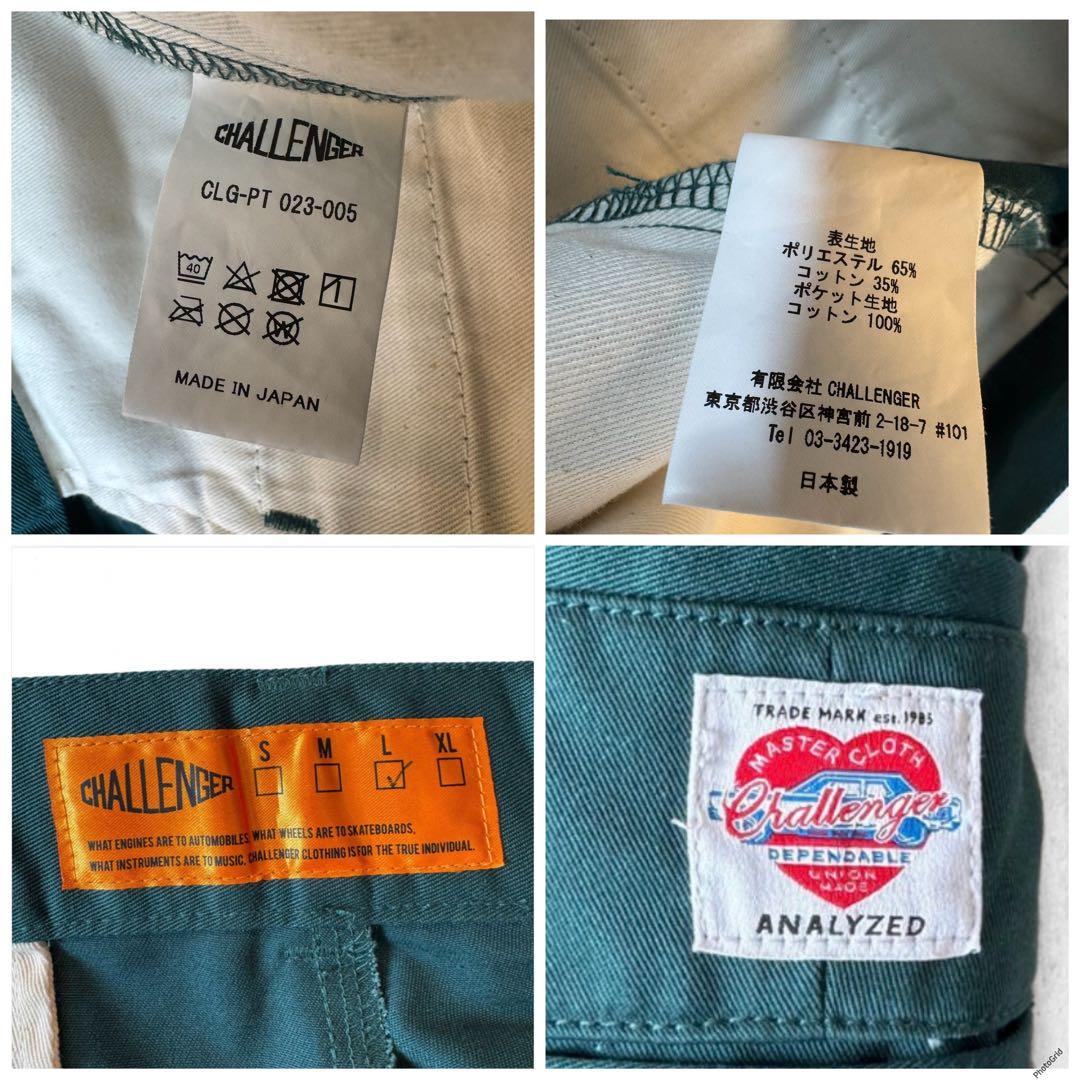 CHALLENGER
CLG-PT 023-005
40
MADE IN JAPAN
表生地
ポリエステル 65%
コットン 35%
ポケット生地
コットン 100%
有限会社 CHALLENGER
東京都渋谷区神宮前 2-18-7 #101
Tel 03-3423-1919
日本製
CHALLENGER
S M L XL
WHAT ENGINES ARE TO AUTOMOBILES, WHAT WHEELS ARE TO SKATEBOARDS,
WHAT INSTRUMENTS ARE TO MUSIC, CHALLENGER CLOTHING IS FOR THE TRUE INDIVIDUAL.
TRADE MARK est. 1985
MASTER CLOTH
Challenger
DEPENDABLE
UNION
MADE
ANALYZED
PhotoGrid